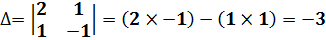 Δ= |2 1; 1 −1| = (2 × −1) − (1 × 1) = −3